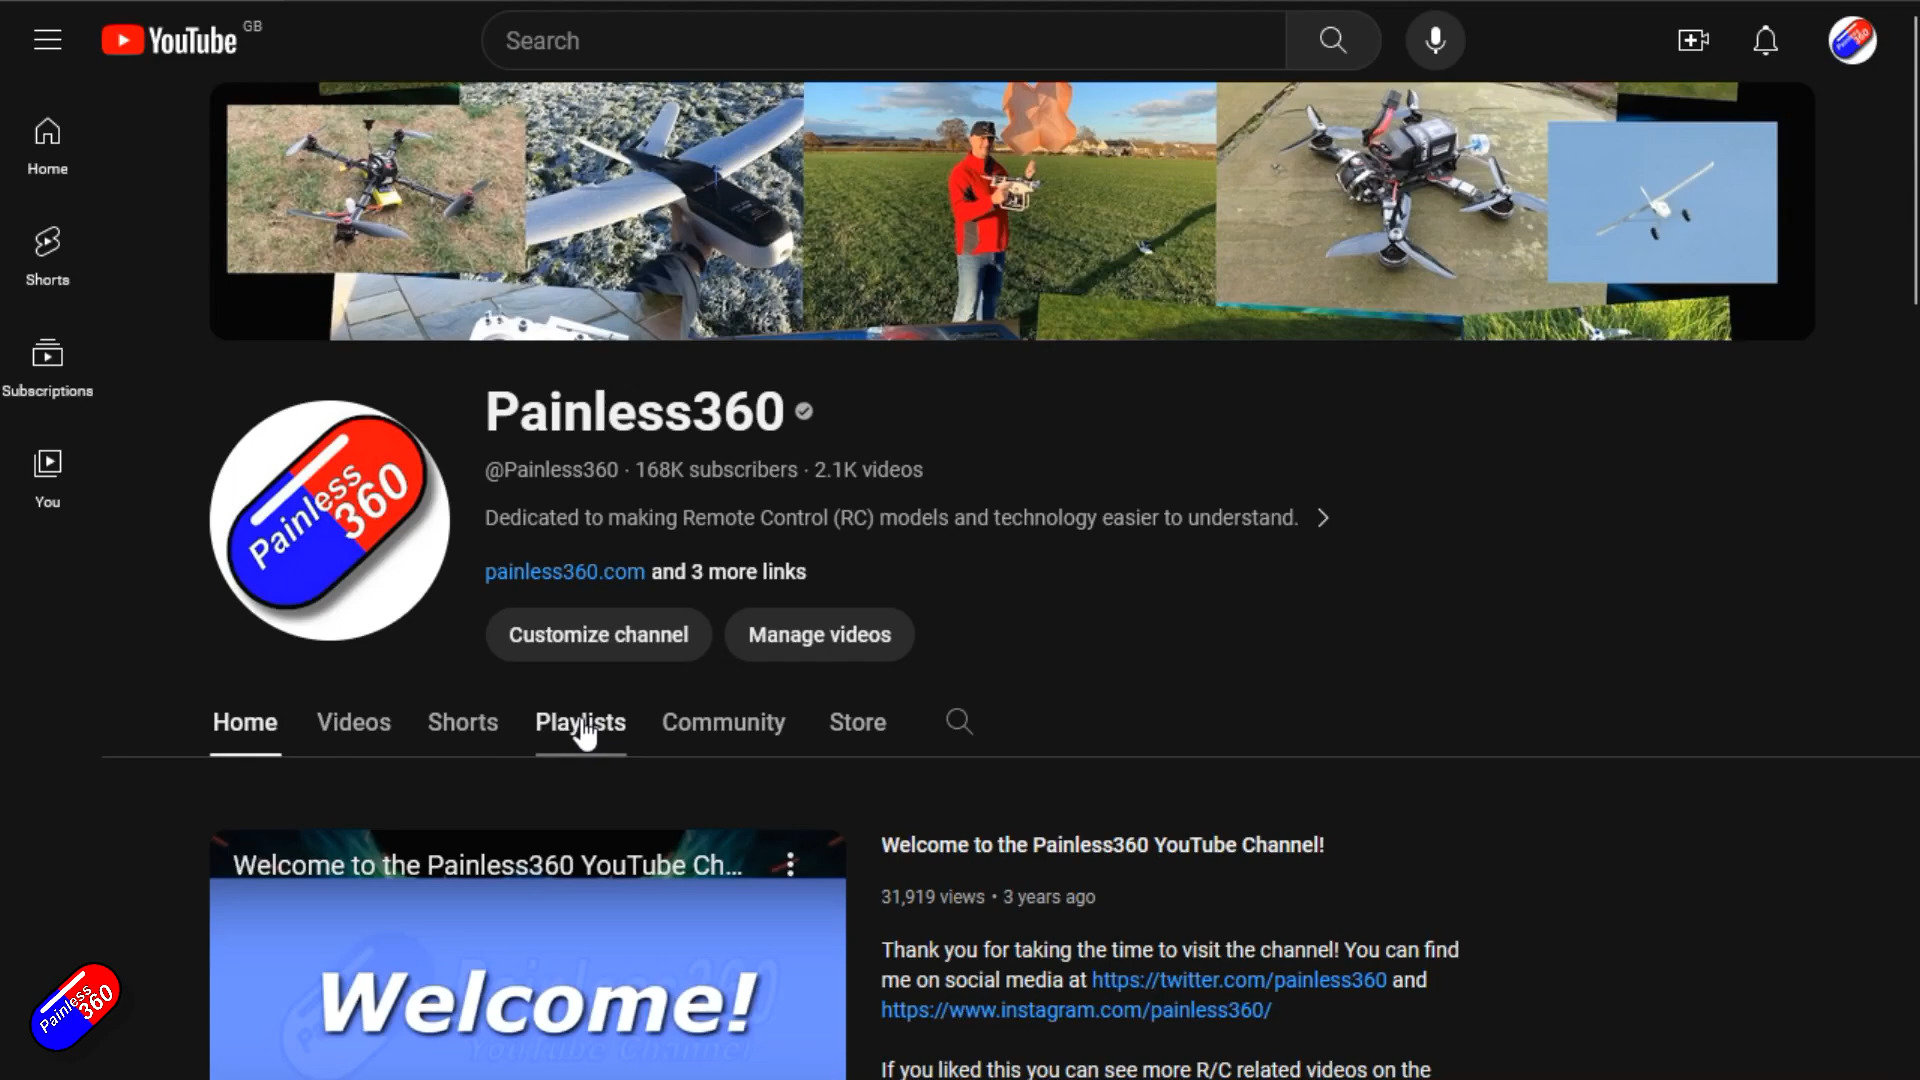 YouTube GB
Search
Home
Shorts
Subscriptions
You
Painless360
@Painless360 · 168K subscribers · 2.1K videos
Dedicated to making Remote Control (RC) models and technology easier to understand.
painless360.com and 3 more links
Customize channel
Manage videos
Painless
360
Home
Videos
Shorts
Playlists
Community
Store
Welcome to the Painless360 YouTube Ch...
Welcome!
YouTube Channel
Welcome to the Painless360 YouTube Channel!
31,919 views • 3 years ago
Thank you for taking the time to visit the channel! You can find
me on social media at https://twitter.com/painless360 and
https://www.instagram.com/painless360/
If you liked this you can see more R/C related videos on the
Painless
360